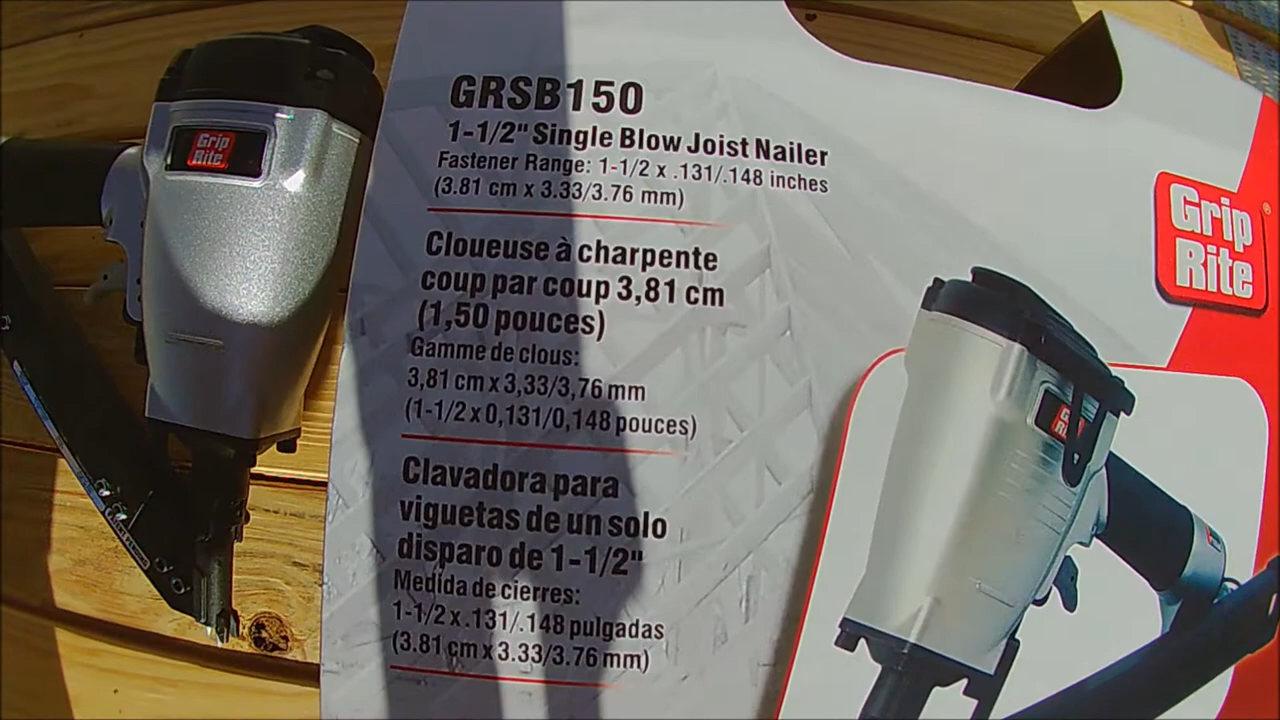 Grip
Rite
GRSB150
1-1/2" Single Blow Joist Nailer
Fastener Range: 1-1/2 x .131/.148 inches
(3.81 cm x 3.33/3.76 mm)
Cloueuse à charpente
coup par coup 3,81 cm
(1,50 pouces)
Gamme de clous:
3,81 cm x 3,33/3,76 mm
(1-1/2 x 0,131/0,148 pouces)
Clavadora para
viguetas de un solo
disparo de 1-1/2"
Medida de cierres:
1-1/2 x .131/.148 pulgadas
(3.81 cm x 3.33/3.76 mm)
Grip
Rite
®